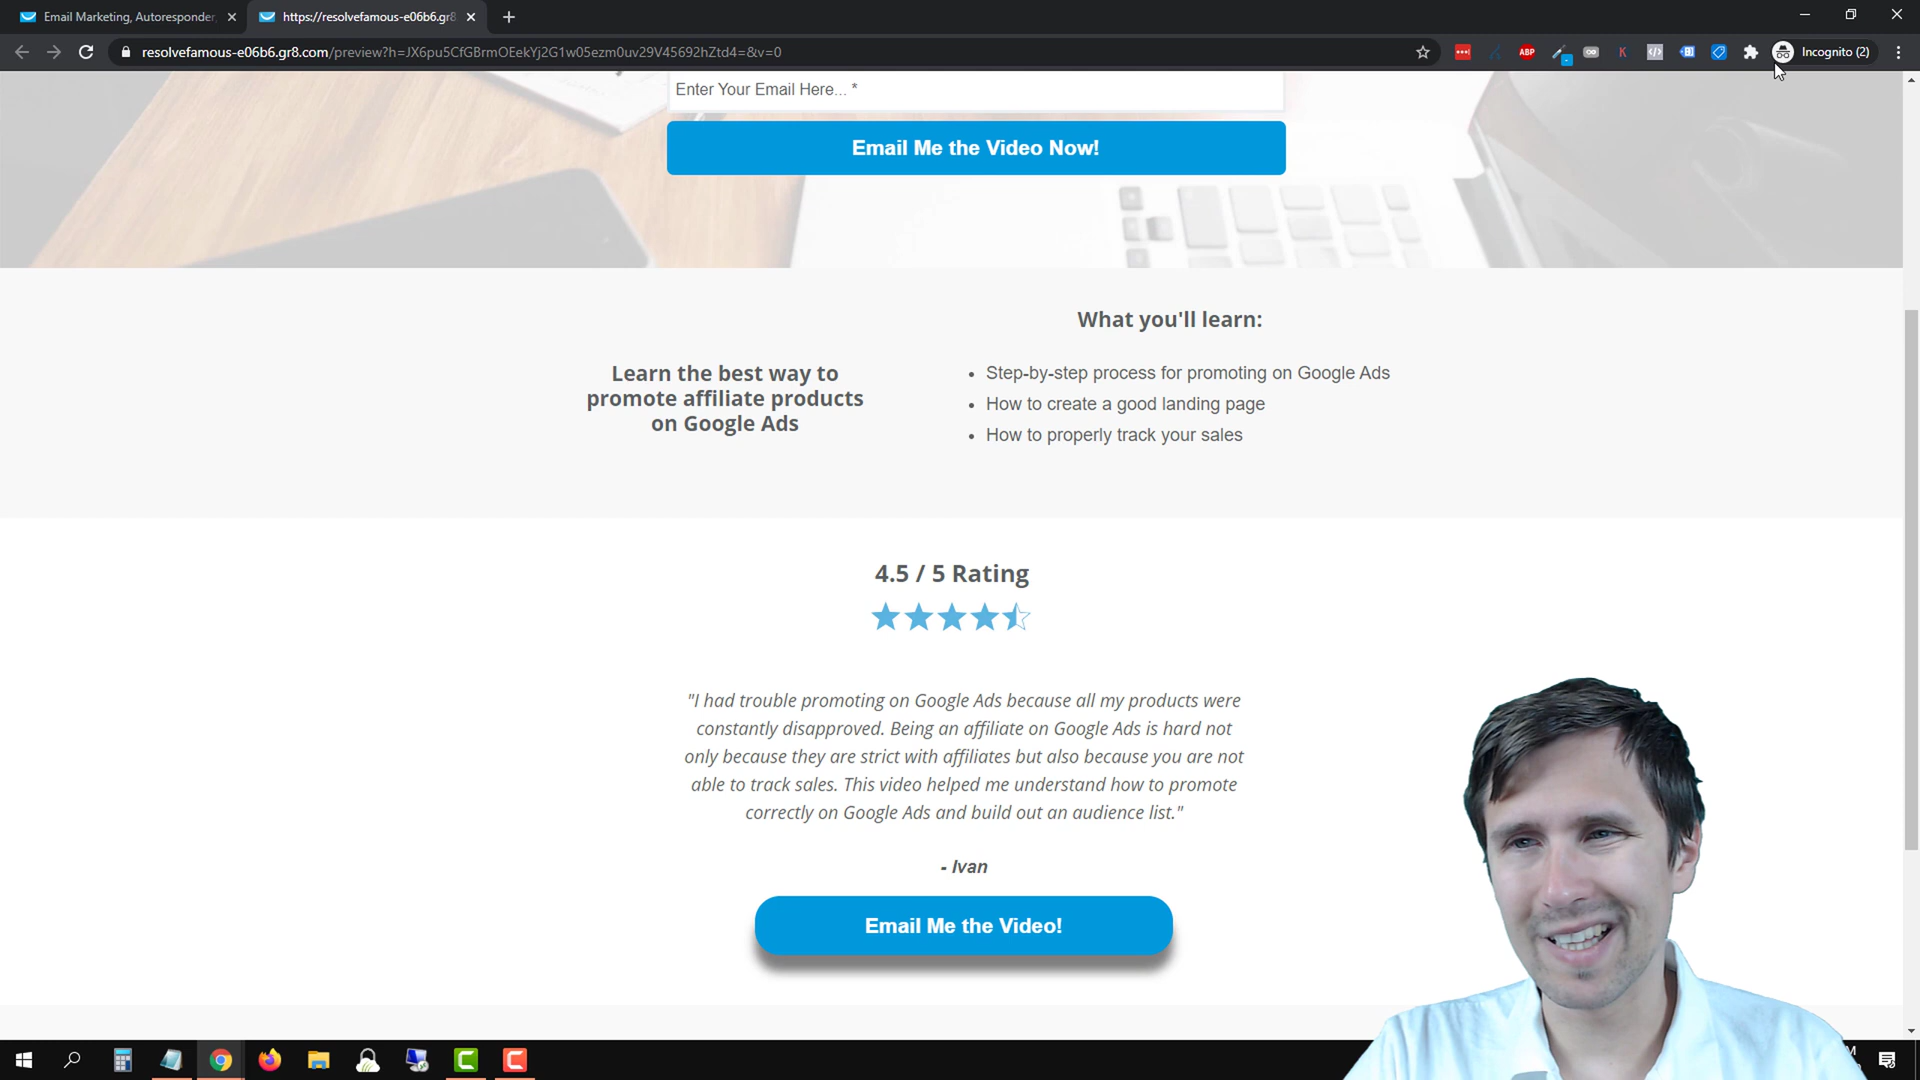 Email Marketing, Autoresponder
https://resolvefamous-e06b6.gr8
resolvefamous-e06b6.gr8.com/preview?h=JX6pu5CfGBrmOEekYj2G1w05ezm0uv29V45692hZtd4=&v=0
ABP
K
Incognito (2)
Enter Your Email Here... *
Email Me the Video Now!
What you'll learn:
Learn the best way to
promote affiliate products
on Google Ads
• Step-by-step process for promoting on Google Ads
• How to create a good landing page
• How to properly track your sales
4.5 / 5 Rating
"I had trouble promoting on Google Ads because all my products were
constantly disapproved. Being an affiliate on Google Ads is hard not
only because they are strict with affiliates but also because you are not
able to track sales. This video helped me understand how to promote
correctly on Google Ads and build out an audience list."
- Ivan
Email Me the Video!